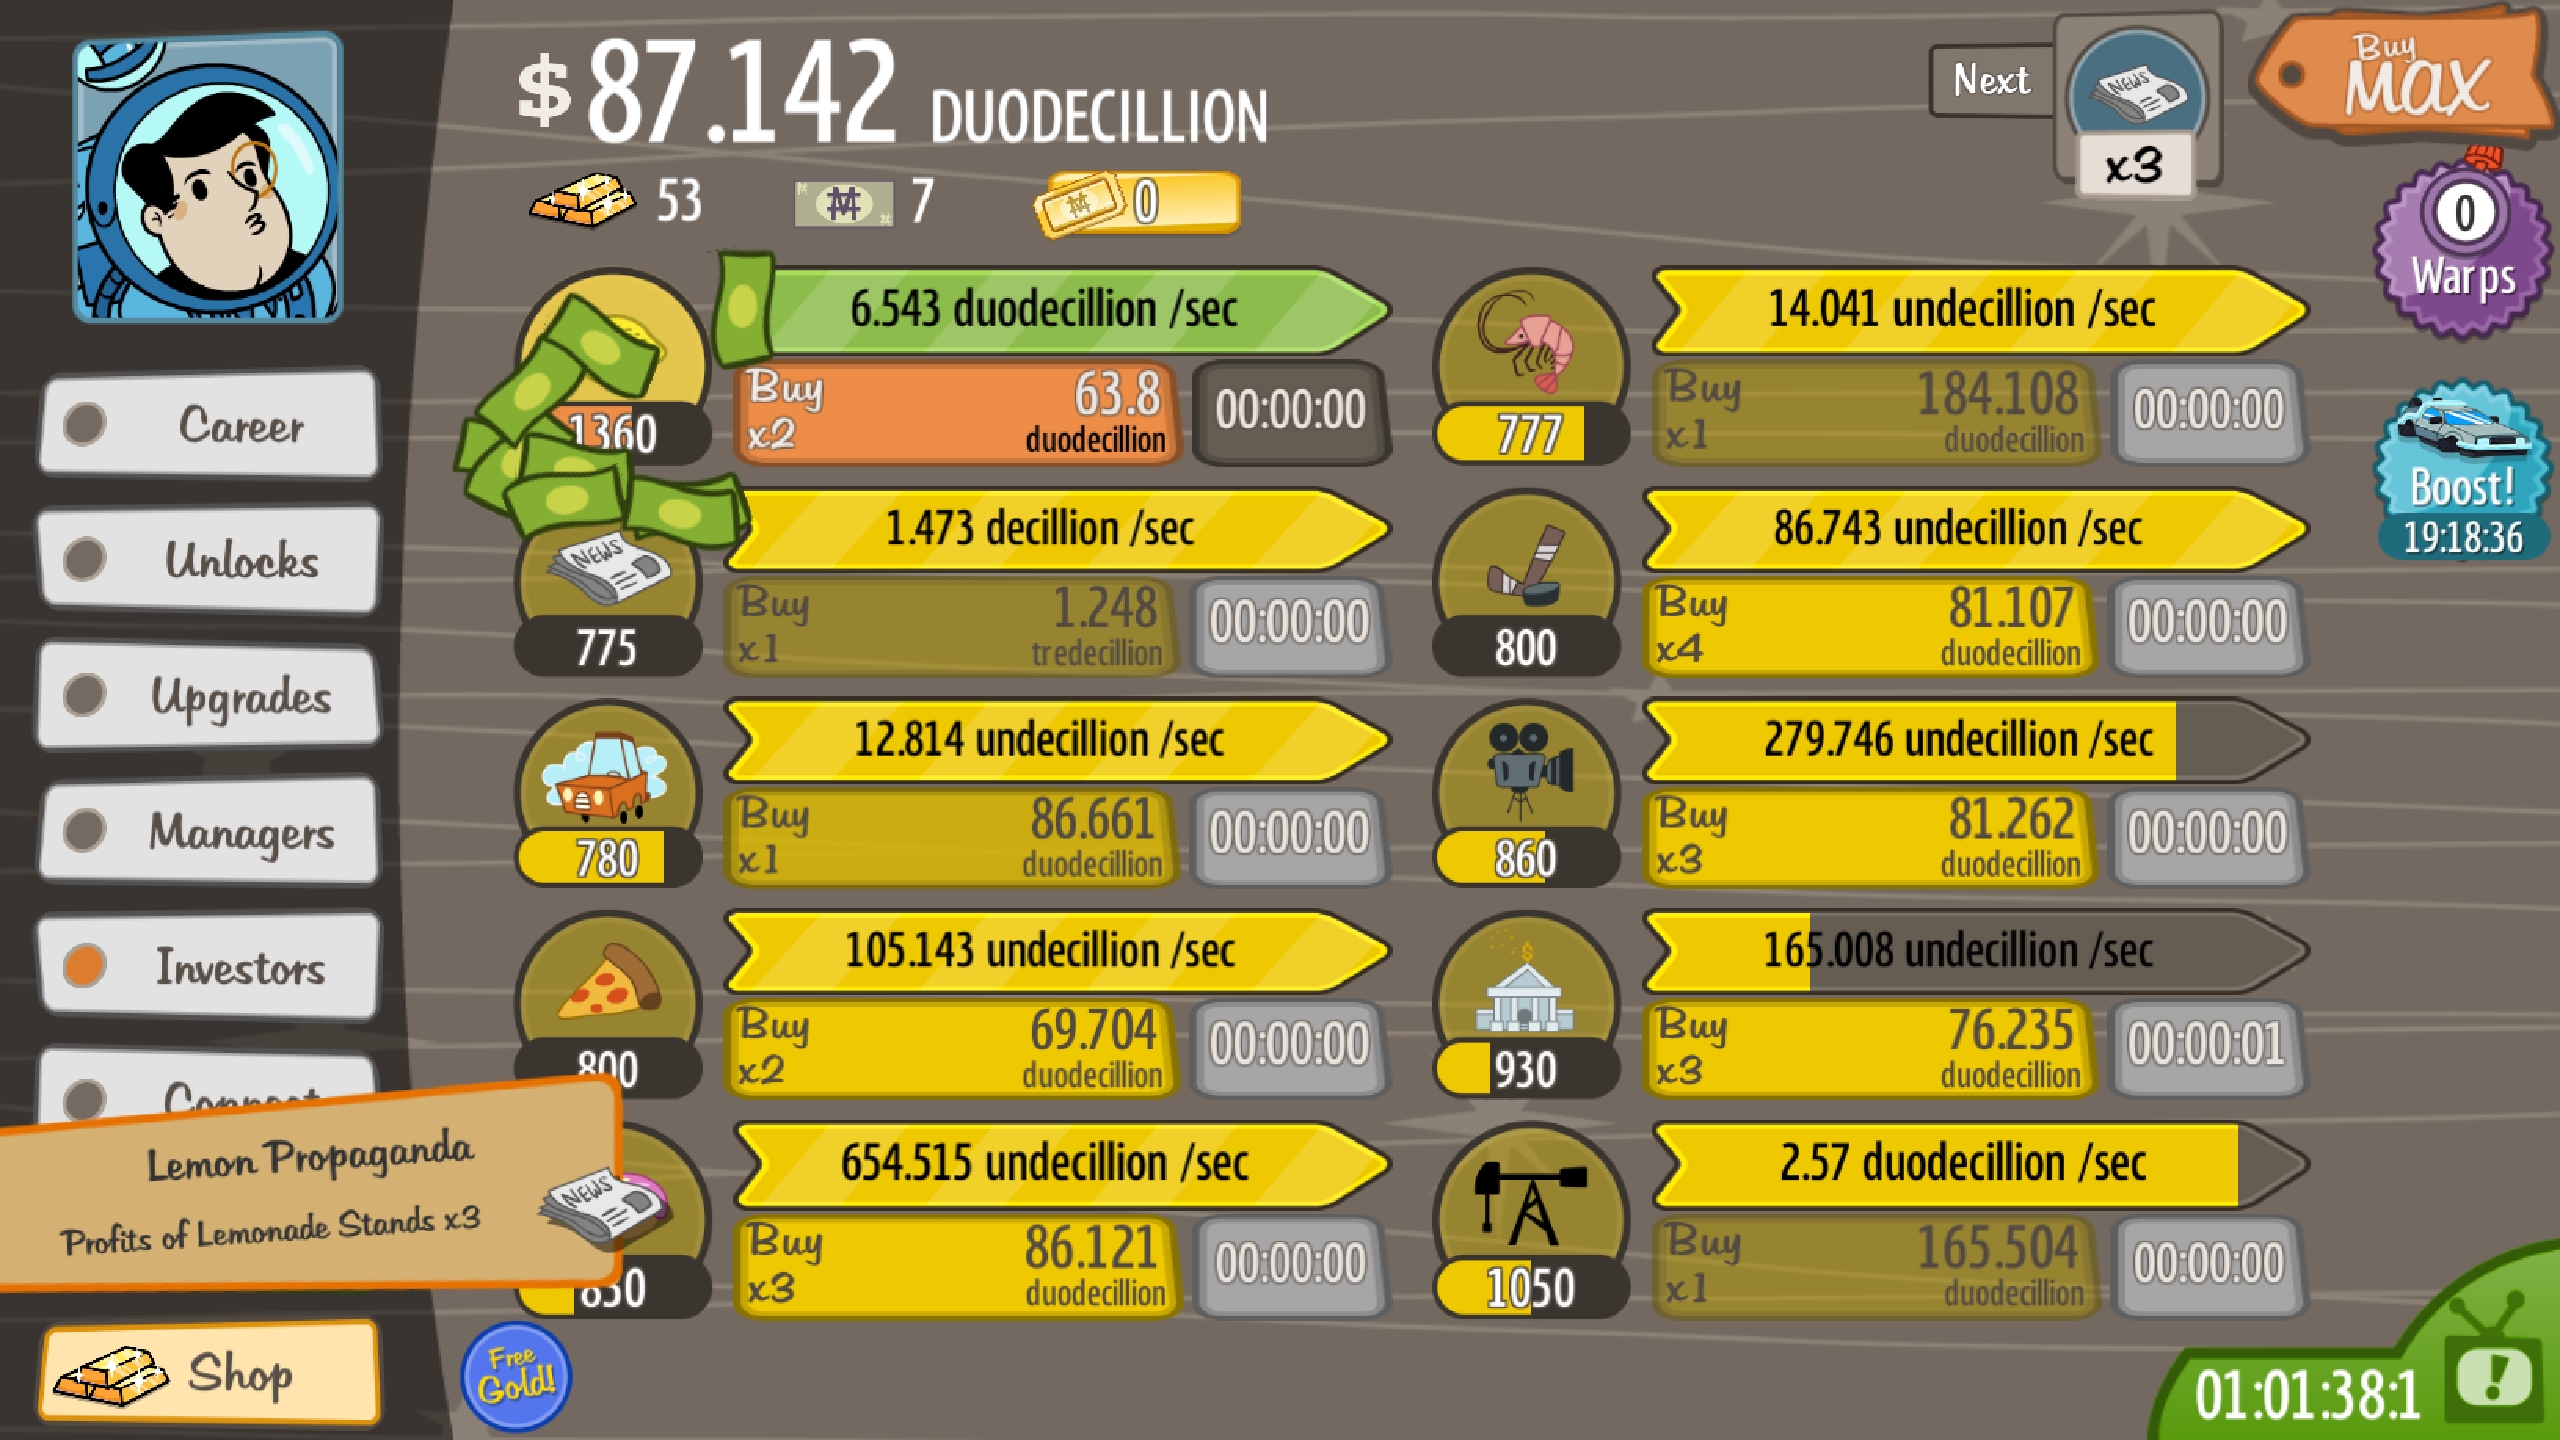 $87.142 DUODECILLION
53
7
0
Next
NEWS
x3
Buy
MAX
0
Warps
Boost!
19:18:36
Career
Unlocks
Upgrades
Managers
Investors
Connect
Lemon Propaganda
Profits of Lemonade Stands x3
NEWS
Shop
Free
Gold!
6.543 duodecillion /sec
1360
Buy
x2
63.8
duodecillion
00:00:00
1.473 decillion /sec
NEWS
775
Buy
x1
1.248
tredecillion
00:00:00
12.814 undecillion /sec
780
Buy
x1
86.661
duodecillion
00:00:00
105.143 undecillion /sec
800
Buy
x2
69.704
duodecillion
00:00:00
654.515 undecillion /sec
830
Buy
x3
86.121
duodecillion
00:00:00
14.041 undecillion /sec
777
Buy
x1
184.108
duodecillion
00:00:00
86.743 undecillion /sec
800
Buy
x4
81.107
duodecillion
00:00:00
279.746 undecillion /sec
860
Buy
x3
81.262
duodecillion
00:00:00
165.008 undecillion /sec
930
Buy
x3
76.235
duodecillion
00:00:01
2.57 duodecillion /sec
1050
Buy
x1
165.504
duodecillion
00:00:00
01:01:38:1
!